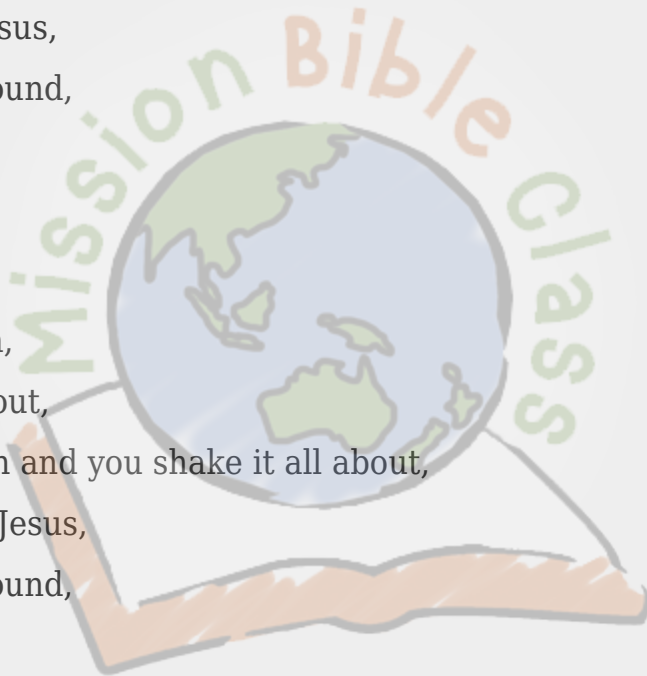 Mission Bible Class
sus,
ound,
,
out,
and you shake it all about,
Jesus,
ound,